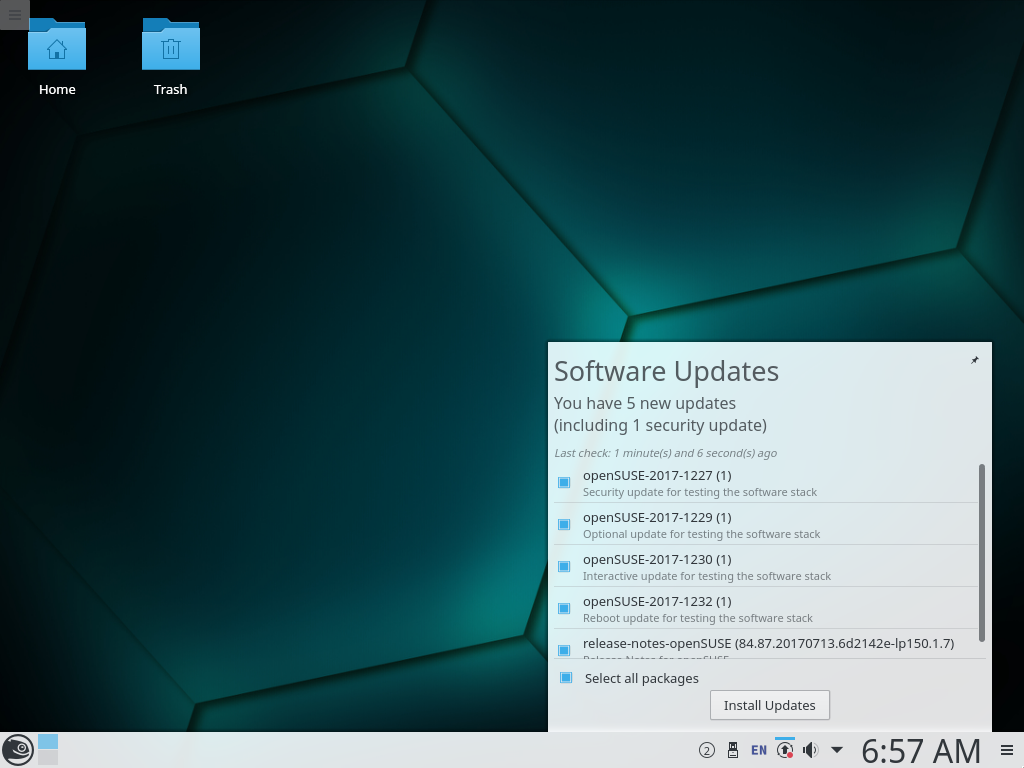 Home
Trash
Software Updates
You have 5 new updates
(including 1 security update)
Last check: 1 minute(s) and 6 second(s) ago
openSUSE-2017-1227 (1)
Security update for testing the software stack
openSUSE-2017-1229 (1)
Optional update for testing the software stack
openSUSE-2017-1230 (1)
Interactive update for testing the software stack
openSUSE-2017-1232 (1)
Reboot update for testing the software stack
release-notes-openSUSE (84.87.20170713.6d2142e-lp150.1.7)
Release Notes for openSUSE
Select all packages
Install Updates
2
EN
6:57 AM